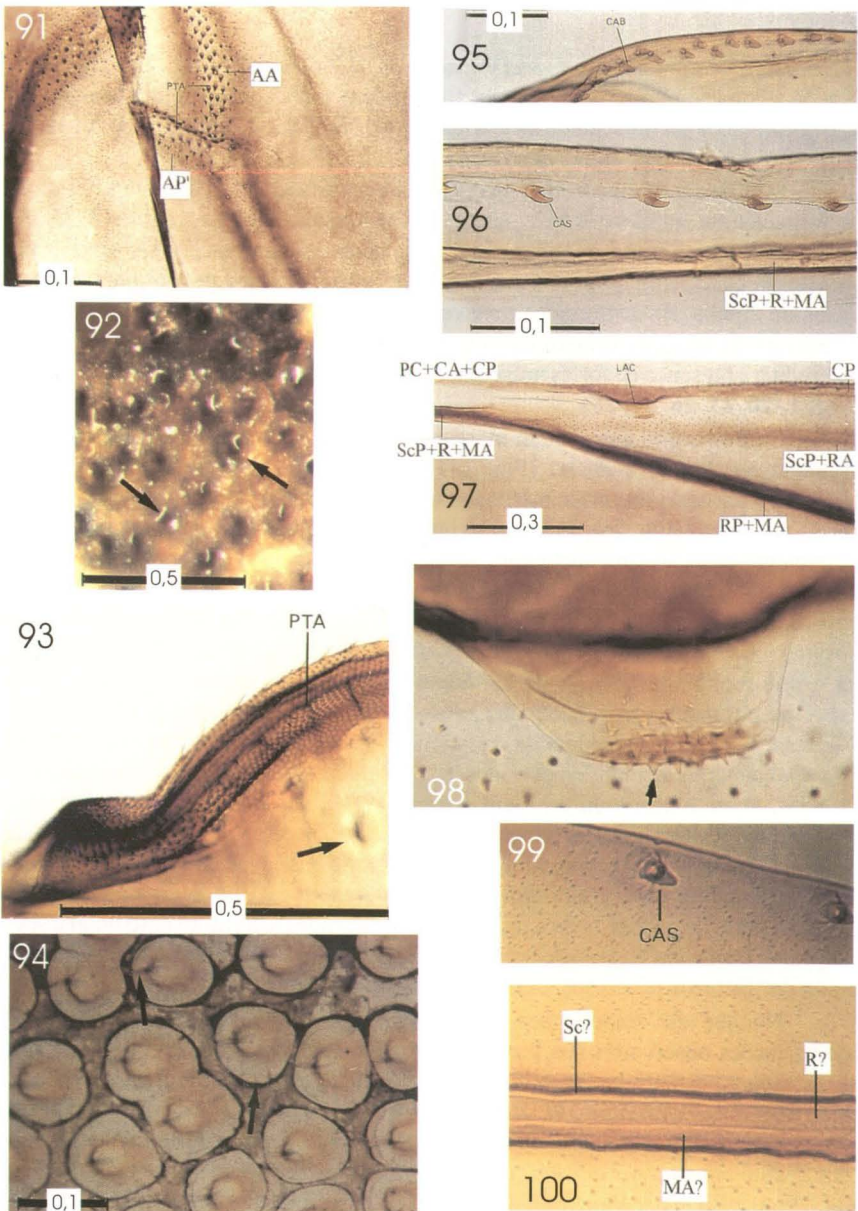 91
PTA
AA
AP'
0,1
92
0,5
93
PTA
0,5
94
0,1
0,1
95
CAB
96
CAS
ScP+R+MA
0,1
PC+CA+CP
LAC
CP
ScP+R+MA
ScP+RA
97
0,3
RP+MA
98
99
CAS
Sc?
R?
MA?
100